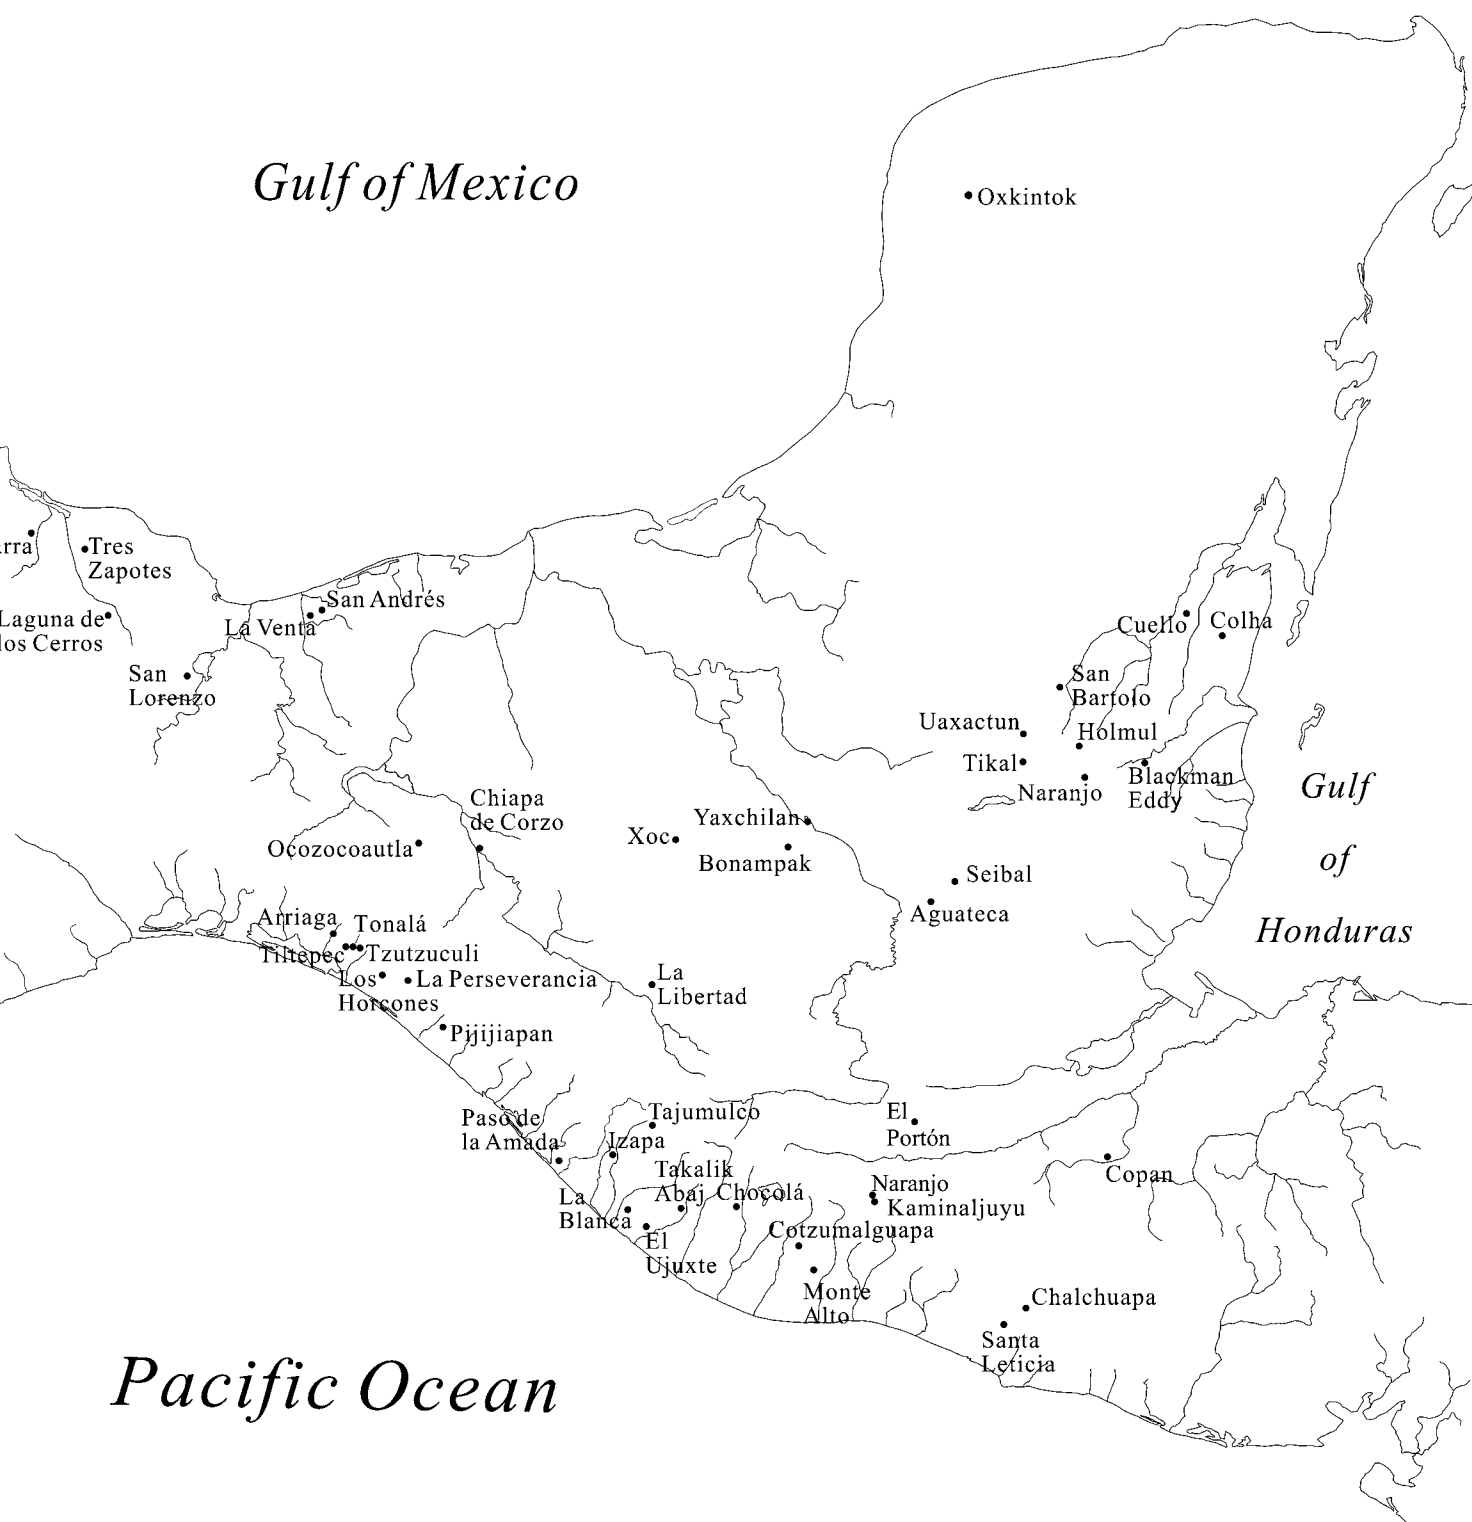 Gulf of Mexico
Oxkintok
rra
Tres
Zapotes
San Andrés
La Venta
Laguna de
los Cerros
San
Lorenzo
Cuello
Colha
San
Bartolo
Uaxactun
Holmul
Tikal
Naranjo
Blackman
Eddy
Gulf
of
Honduras
Chiapa
de Corzo
Ocozocoautla
Xoc
Yaxchilan
Bonampak
Seibal
Aguateca
Arriaga
Tonalá
Tiltepec
Tzutzuculi
Los
Horcones
La Perseverancia
La
Libertad
Pijijiapan
Paso de
la Amada
Tajumulco
Izapa
El
Portón
Copan
Takalik
Abaj
Chocolá
La
Blanca
El
Ujuxte
Naranjo
Kaminaljuyu
Cotzumalguapa
Monte
Alto
Chalchuapa
Santa
Leticia
Pacific Ocean